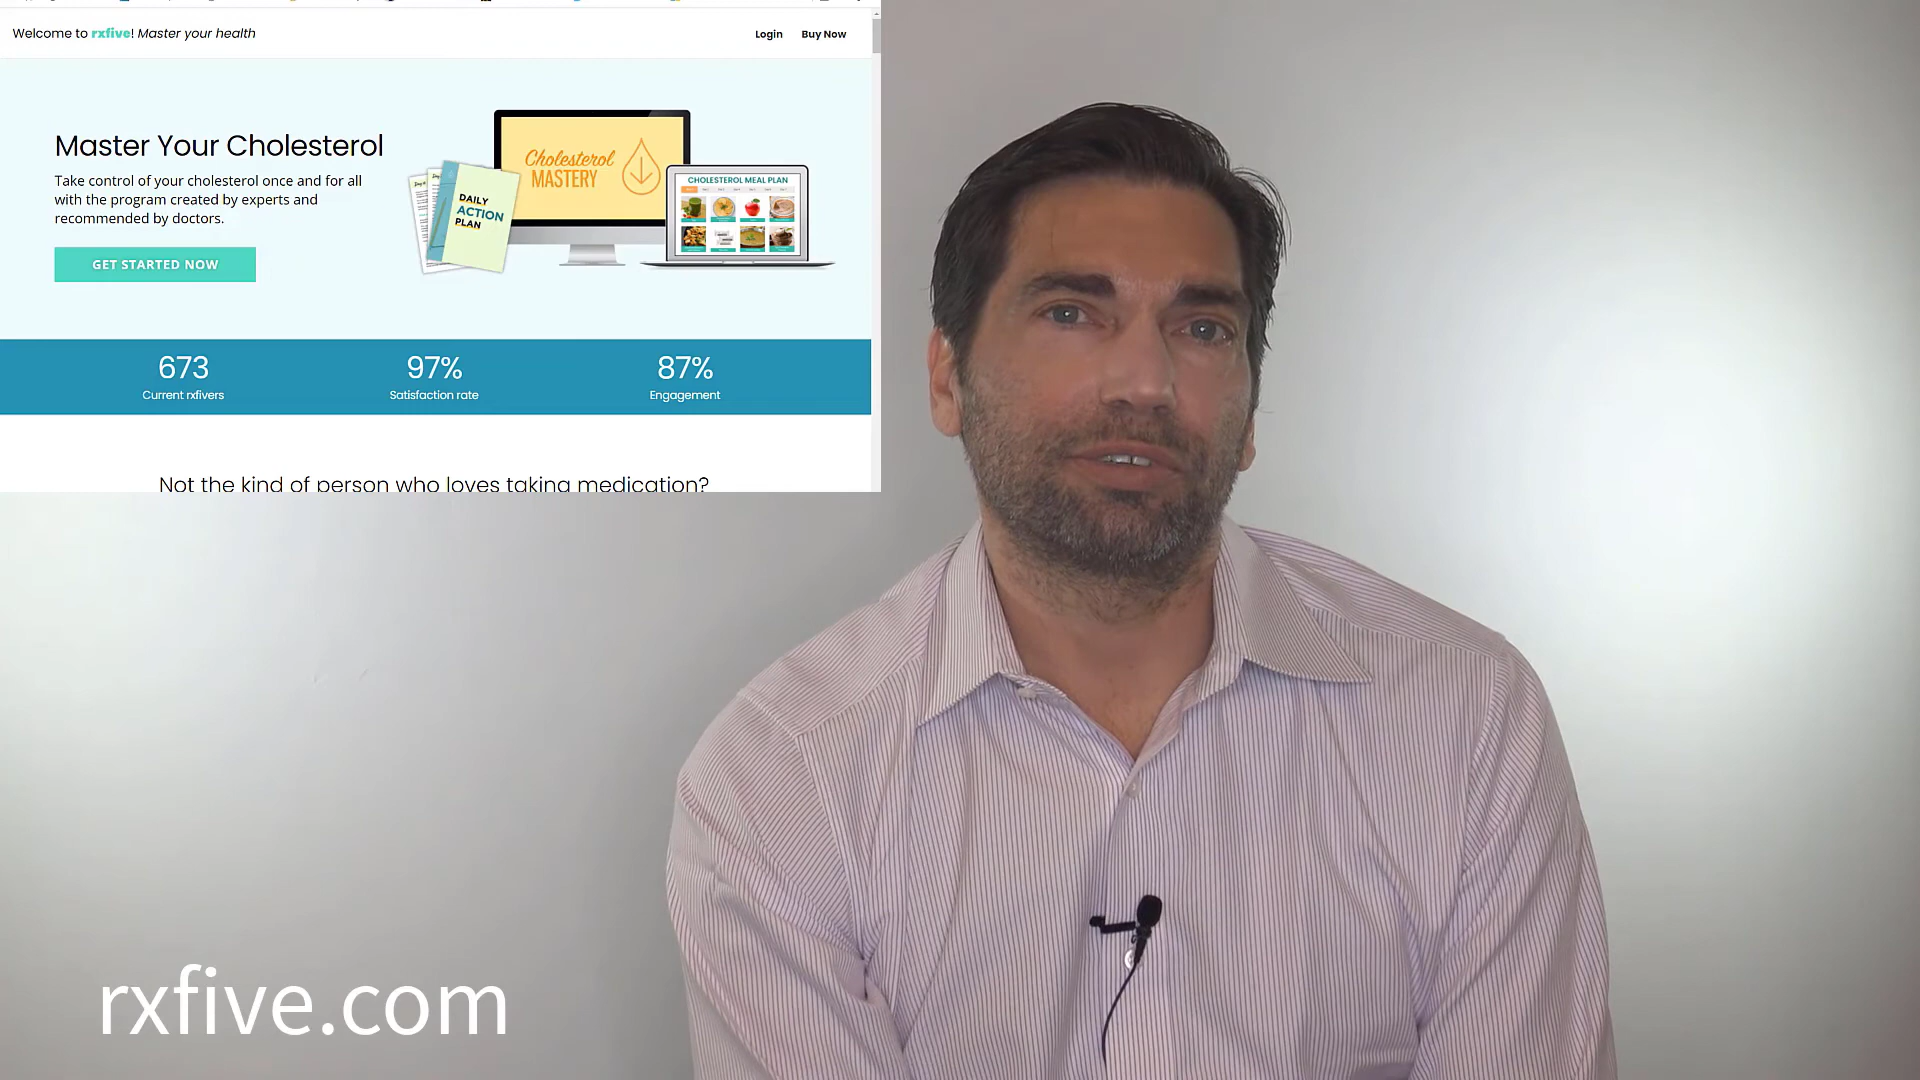 Welcome to rxfive! Master your health
Login
Buy Now
Master Your Cholesterol
Take control of your cholesterol once and for all
with the program created by experts and
recommended by doctors.
GET STARTED NOW
DAILY
ACTION
PLAN
Cholesterol
MASTERY
CHOLESTEROL MEAL PLAN
673
Current rxfivers
97%
Satisfaction rate
87%
Engagement
Not the kind of person who loves taking medication?
rxfive.com